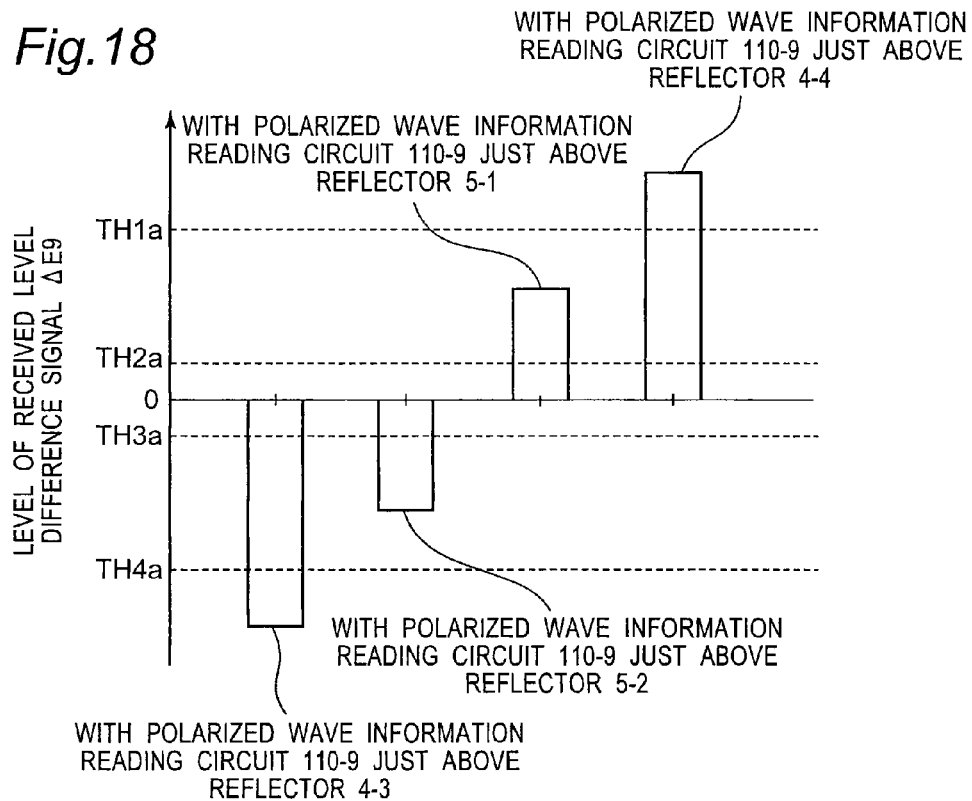 Fig.18
WITH POLARIZED WAVE INFORMATION
READING CIRCUIT 110-9 JUST ABOVE
REFLECTOR 4-4
WITH POLARIZED WAVE INFORMATION
READING CIRCUIT 110-9 JUST ABOVE
REFLECTOR 5-1
LEVEL OF RECEIVED LEVEL
DIFFERENCE SIGNAL ΔE9
TH1a
TH2a
0
TH3a
TH4a
WITH POLARIZED WAVE INFORMATION
READING CIRCUIT 110-9 JUST ABOVE
REFLECTOR 5-2
WITH POLARIZED WAVE INFORMATION
READING CIRCUIT 110-9 JUST ABOVE
REFLECTOR 4-3